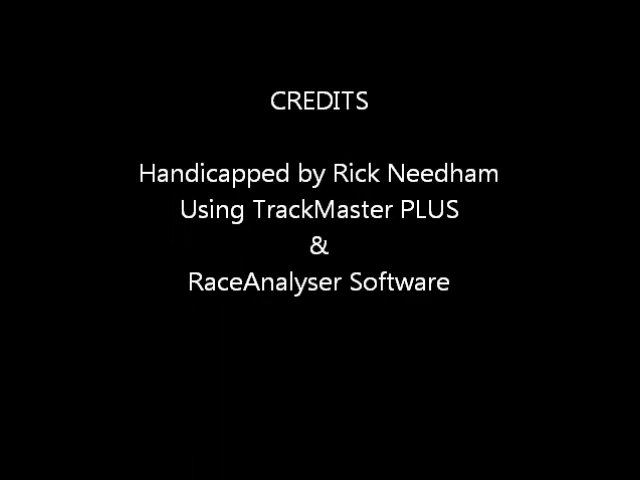 CREDITS
Handicapped by Rick Needham
Using TrackMaster PLUS
&
RaceAnalyser Software